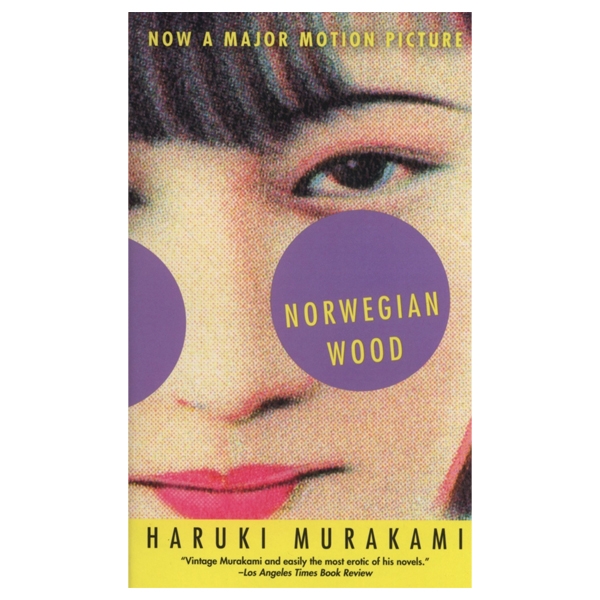 NOW A MAJOR MOTION PICTURE
NORWEGIAN
WOOD
HARUKI MURAKAMI
“Vintage Murakami and easily the most erotic of his novels.”
–Los Angeles Times Book Review